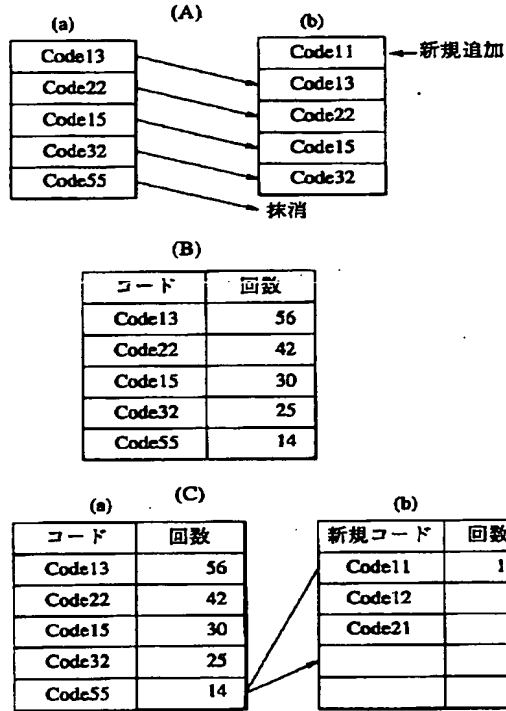 (A)
(a) (b)
Code13 Code11 新規追加
Code22 Code13
Code15 Code22
Code32 Code15
Code55 Code32
抹消
(B)
コード 回数
Code13 56
Code22 42
Code15 30
Code32 25
Code55 14
(C)
(a) (b)
コード 回数 新規コード 回数
Code13 56 Code11 1
Code22 42 Code12
Code15 30 Code21
Code32 25
Code55 14